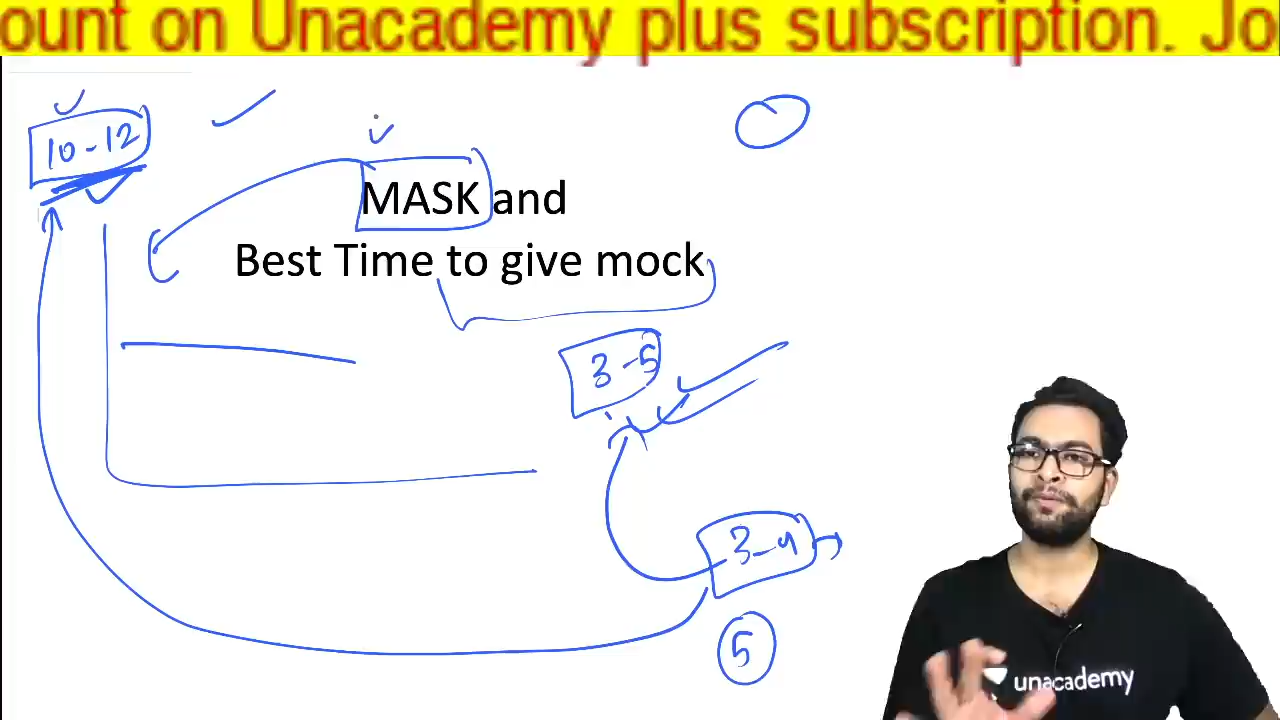 ount on Unacademy plus subscription. Jo
10-12
MASK and
Best Time to give mock
3-5
3-4
5
unacademy